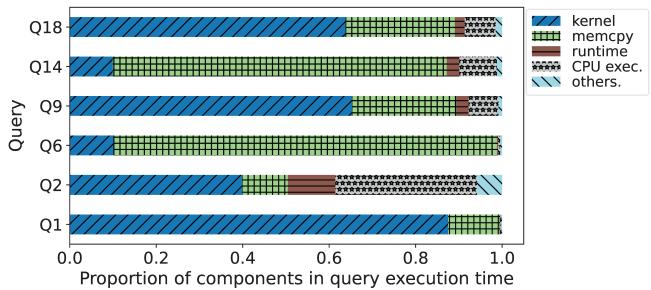 Q18
Q14
Q9
Q6
Q2
Q1
Query
0.0 0.2 0.4 0.6 0.8 1.0
Proportion of components in query execution time
kernel
memcpy
runtime
CPU exec.
others.